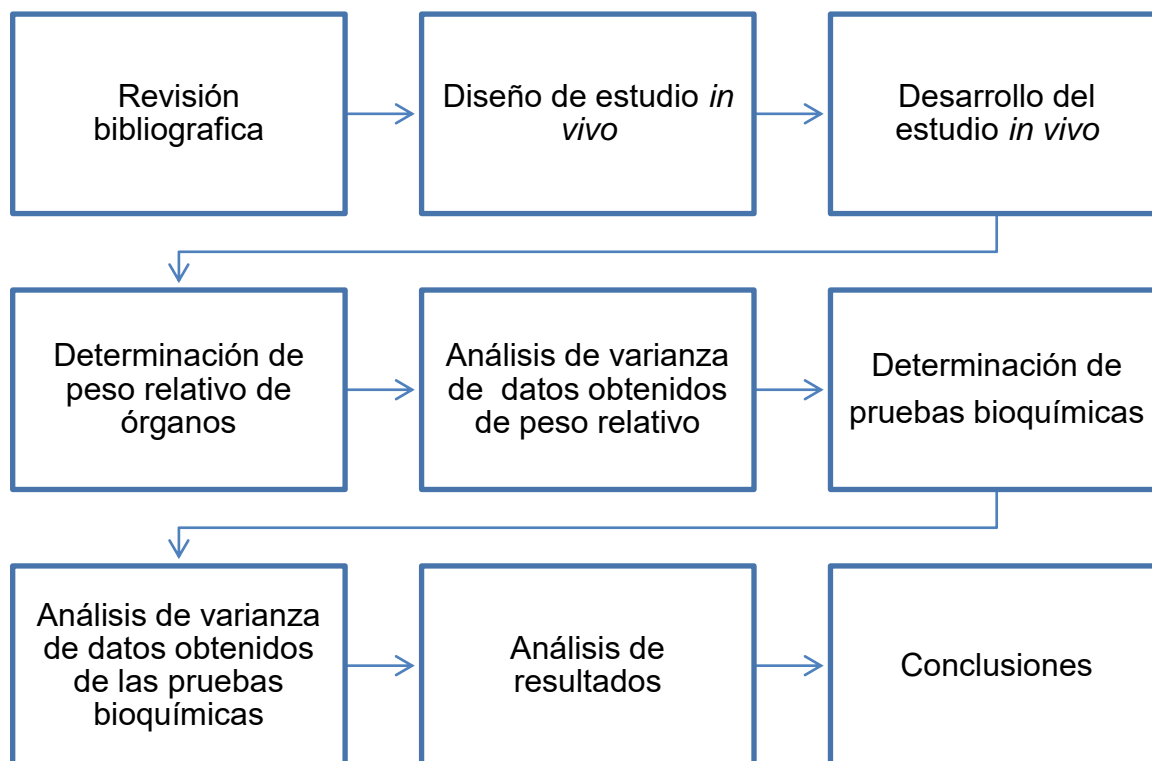 Revisión
bibliografica
Diseño de estudio in
vivo
Desarrollo del
estudio in vivo
Determinación de
peso relativo de
órganos
Análisis de varianza
de datos obtenidos
de peso relativo
Determinación de
pruebas bioquímicas
Análisis de varianza
de datos obtenidos
de las pruebas
bioquímicas
Análisis de
resultados
Conclusiones